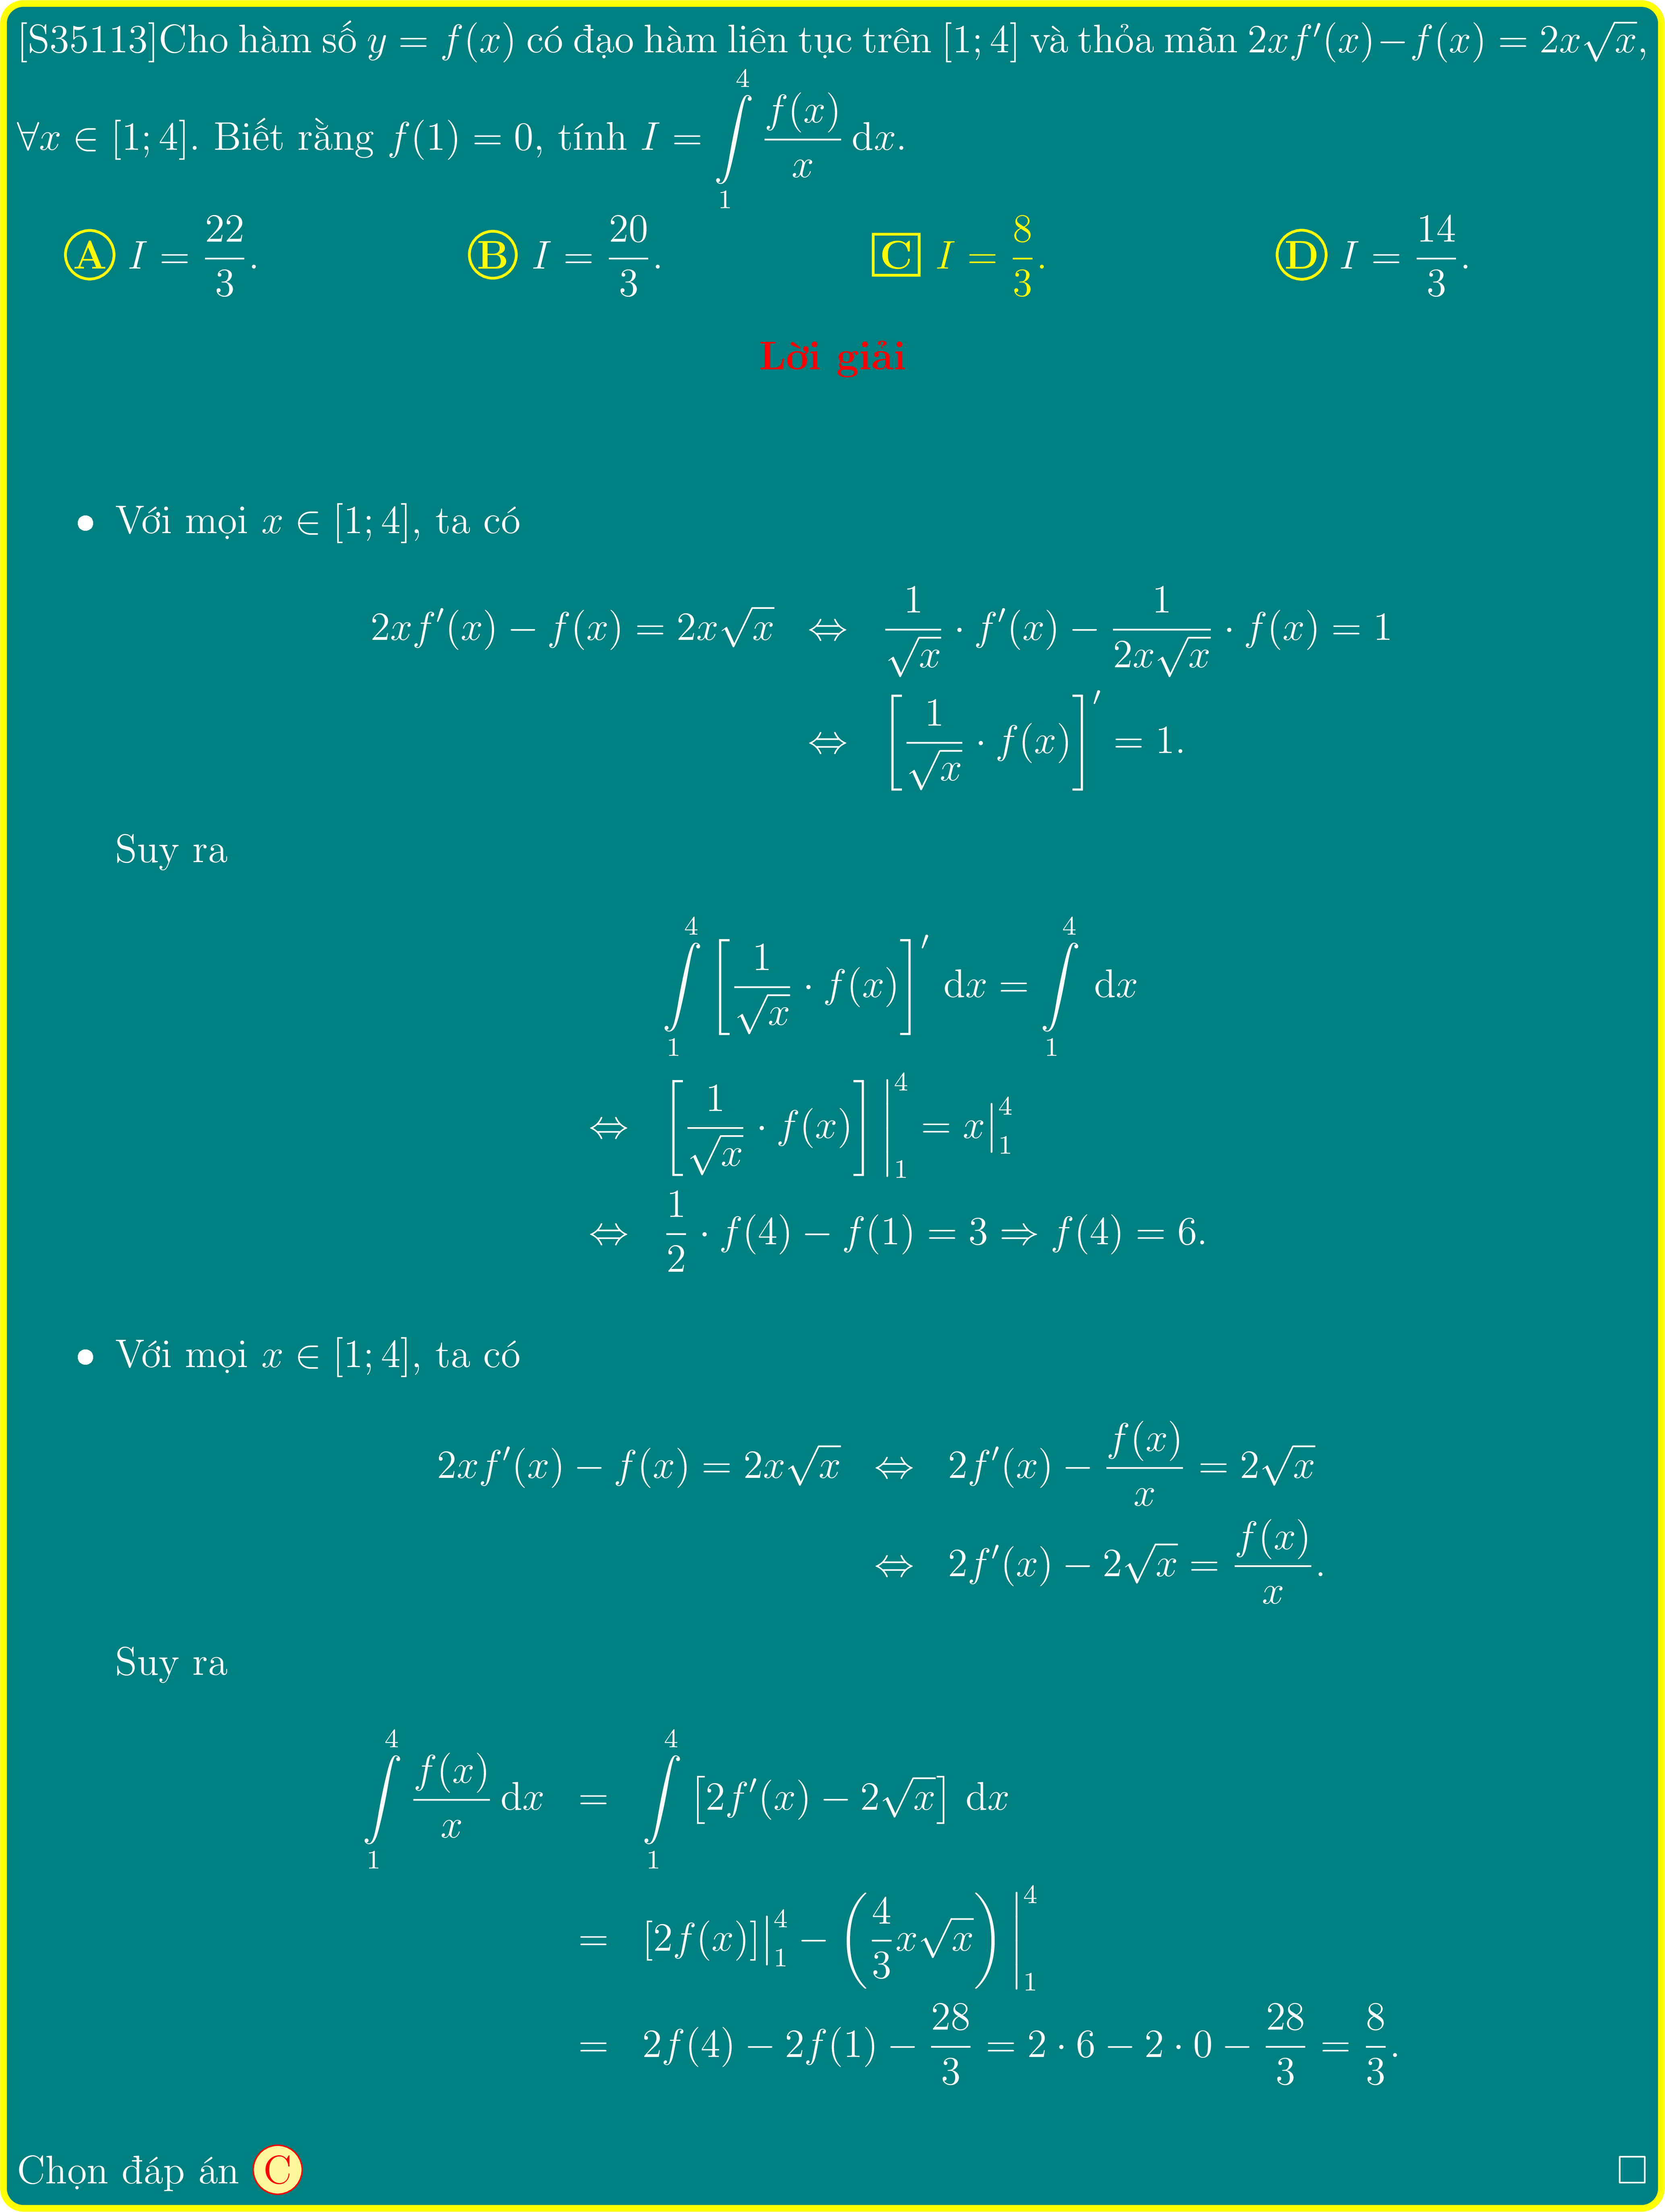 [S35113]Cho hàm số $y = f(x)$ có đạo hàm liên tục trên $[1; 4]$ và thỏa mãn $2xf'(x) - f(x) = 2x\sqrt{x}$,
$\forall x \in [1; 4]$. Biết rằng $f(1) = 0$, tính $I = \int\limits_1^4 \frac{f(x)}{x} \, \mathrm{d}x$.
A $I = \frac{22}{3}$. B $I = \frac{20}{3}$. C $I = \frac{8}{3}$. D $I = \frac{14}{3}$.
Lời giải
• Với mọi $x \in [1; 4]$, ta có
$2xf'(x) - f(x) = 2x\sqrt{x} \Leftrightarrow \frac{1}{\sqrt{x}} \cdot f'(x) - \frac{1}{2x\sqrt{x}} \cdot f(x) = 1$
$\Leftrightarrow \left[\frac{1}{\sqrt{x}} \cdot f(x)\right]' = 1.$
Suy ra
$\int\limits_1^4 \left[\frac{1}{\sqrt{x}} \cdot f(x)\right]' \mathrm{d}x = \int\limits_1^4 \mathrm{d}x$
$\Leftrightarrow \left[\frac{1}{\sqrt{x}} \cdot f(x)\right]\Big|_1^4 = x\big|_1^4$
$\Leftrightarrow \frac{1}{2} \cdot f(4) - f(1) = 3 \Rightarrow f(4) = 6.$
• Với mọi $x \in [1; 4]$, ta có
$2xf'(x) - f(x) = 2x\sqrt{x} \Leftrightarrow 2f'(x) - \frac{f(x)}{x} = 2\sqrt{x}$
$\Leftrightarrow 2f'(x) - 2\sqrt{x} = \frac{f(x)}{x}.$
Suy ra
$\int\limits_1^4 \frac{f(x)}{x} \, \mathrm{d}x = \int\limits_1^4 \left[2f'(x) - 2\sqrt{x}\right] \mathrm{d}x$
$= [2f(x)]\big|_1^4 - \left(\frac{4}{3}x\sqrt{x}\right)\Big|_1^4$
$= 2f(4) - 2f(1) - \frac{28}{3} = 2 \cdot 6 - 2 \cdot 0 - \frac{28}{3} = \frac{8}{3}.$
Chọn đáp án C □